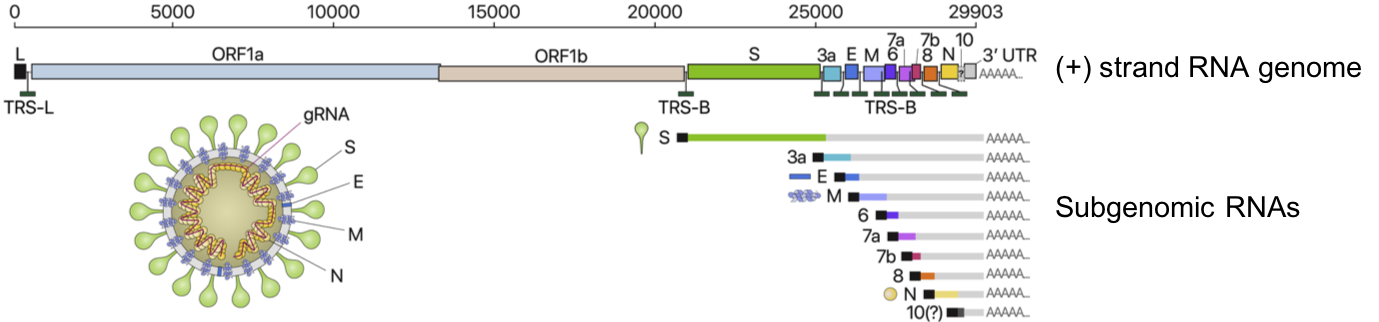 0 5000 10000 15000 20000 25000 29903
7a 7b 10
L ORF1a ORF1b S 3a E M 6 8 N 3’ UTR
? AAAAA... (+) strand RNA genome
TRS-L TRS-B TRS-B
gRNA
S
E
M
N
S AAAAA...
3a AAAAA...
E AAAAA...
M AAAAA...
6 AAAAA...
7a AAAAA...
7b AAAAA...
8 AAAAA...
N AAAAA...
10(?) AAAAA...
Subgenomic RNAs